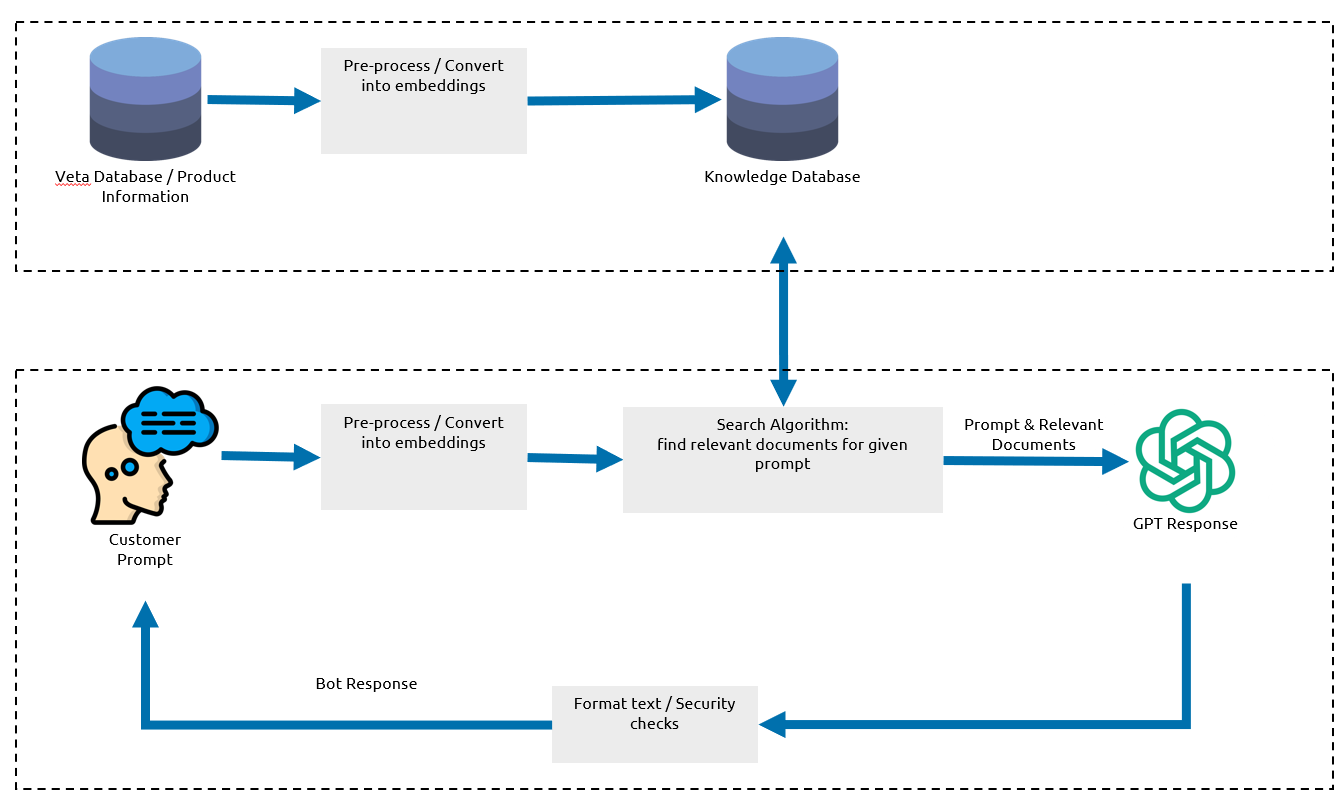 Pre-process / Convert
into embeddings
Veta Database / Product
Information
Knowledge Database
Pre-process / Convert
into embeddings
Search Algorithm:
find relevant documents for given
prompt
Prompt & Relevant
Documents
GPT Response
Customer
Prompt
Bot Response
Format text / Security
checks